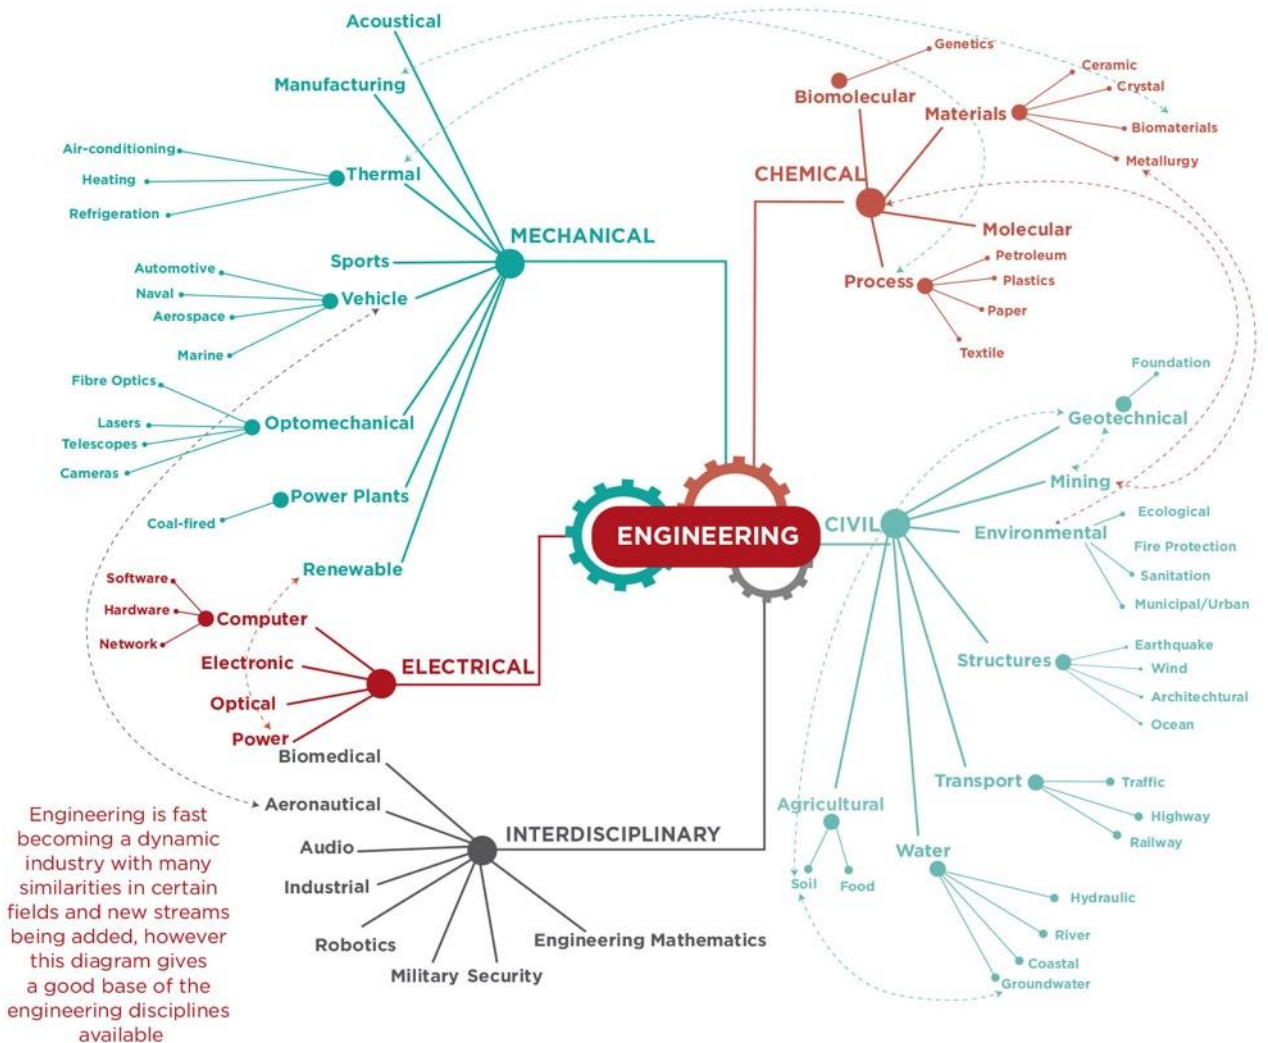 Acoustical
Manufacturing
Air-conditioning
Heating
Refrigeration
Thermal
MECHANICAL
Sports
Automotive
Naval
Aerospace
Marine
Vehicle
Fibre Optics
Lasers
Telescopes
Cameras
Optomechanical
Power Plants
Coal-fired
Renewable
Genetics
Biomolecular
Ceramic
Crystal
Materials
Biomaterials
Metallurgy
CHEMICAL
Molecular
Petroleum
Process
Plastics
Paper
Textile
ENGINEERING
CIVIL
Foundation
Geotechnical
Mining
Environmental
Ecological
Fire Protection
Sanitation
Municipal/Urban
Structures
Earthquake
Wind
Architechtural
Ocean
Transport
Traffic
Highway
Railway
Agricultural
Soil
Food
Water
Hydraulic
River
Coastal
Groundwater
Software
Hardware
Network
Computer
Electronic
Optical
Power
ELECTRICAL
Biomedical
Aeronautical
Audio
Industrial
Robotics
Military
Security
Engineering Mathematics
INTERDISCIPLINARY
Engineering is fast
becoming a dynamic
industry with many
similarities in certain
fields and new streams
being added, however
this diagram gives
a good base of the
engineering disciplines
available